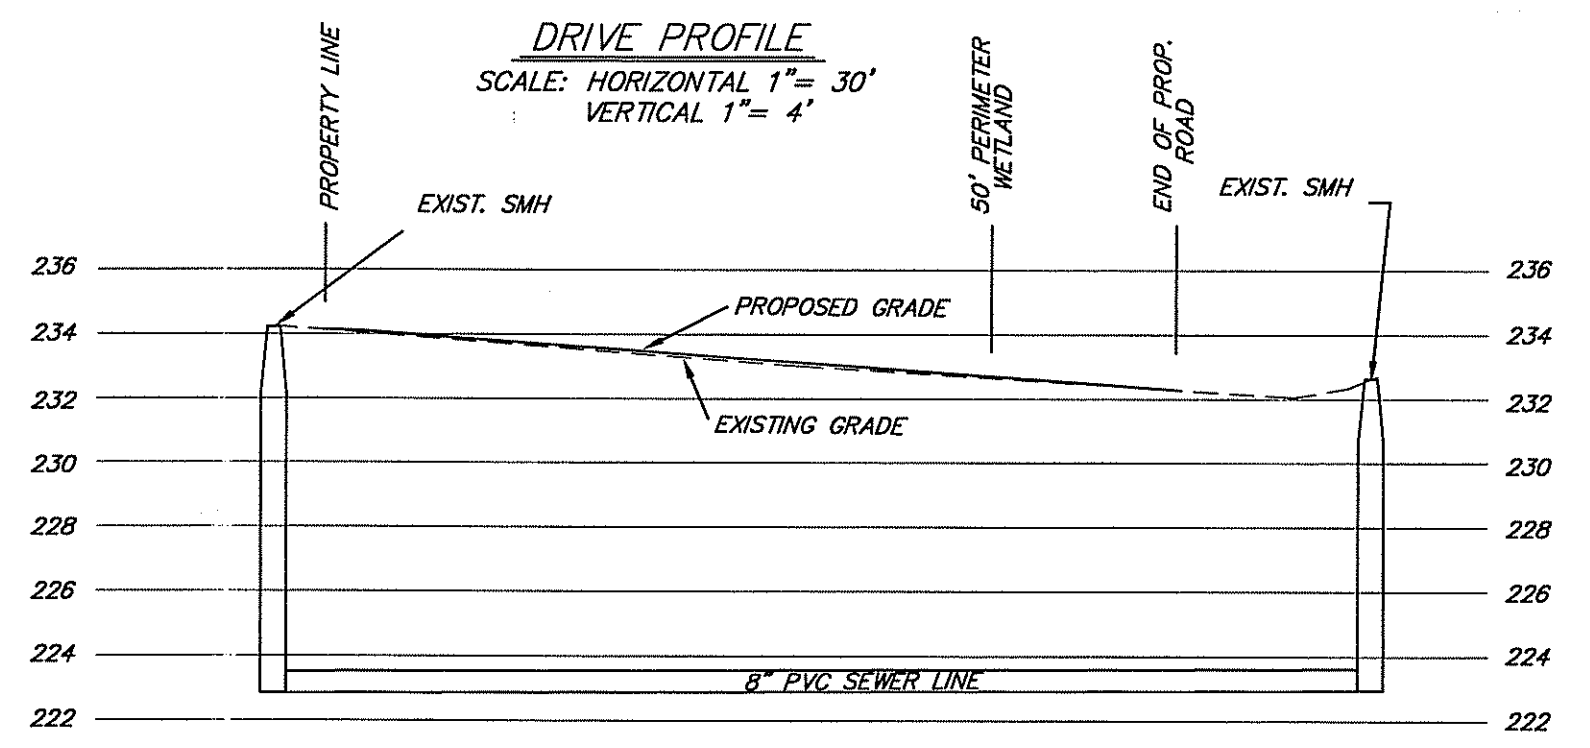 DRIVE PROFILE
SCALE: HORIZONTAL 1"= 30'
VERTICAL 1"= 4'
PROPERTY LINE
50' PERIMETER
WETLAND
END OF PROP.
ROAD
EXIST. SMH
EXIST. SMH
236
236
PROPOSED GRADE
234
234
232
232
EXISTING GRADE
230
230
228
228
226
226
224
224
8" PVC SEWER LINE
222
222